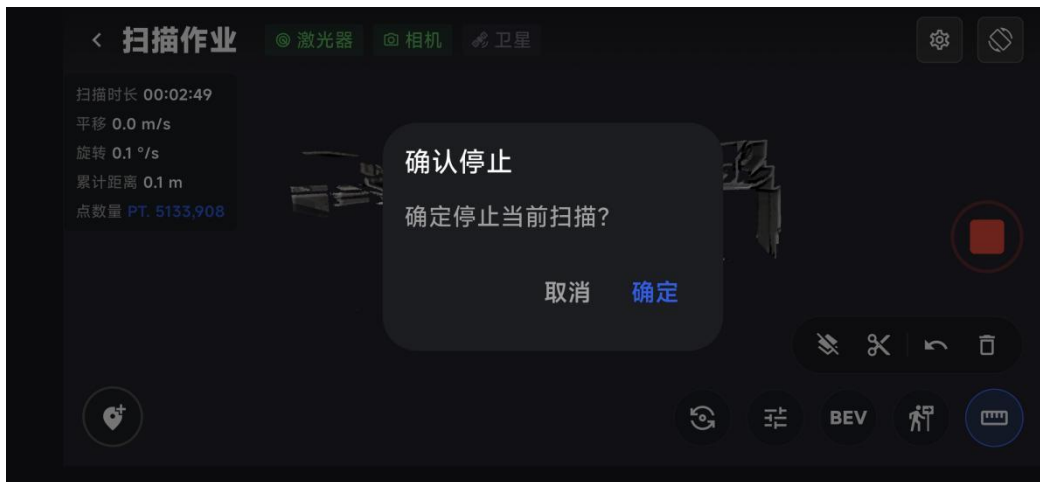 扫描作业 激光器 相机 卫星
扫描时长 00:02:49
平移 0.0 m/s
旋转 0.1 °/s
累计距离 0.1 m
点数量 PT. 5133,908
确认停止
确定停止当前扫描?
取消 确定
BEV